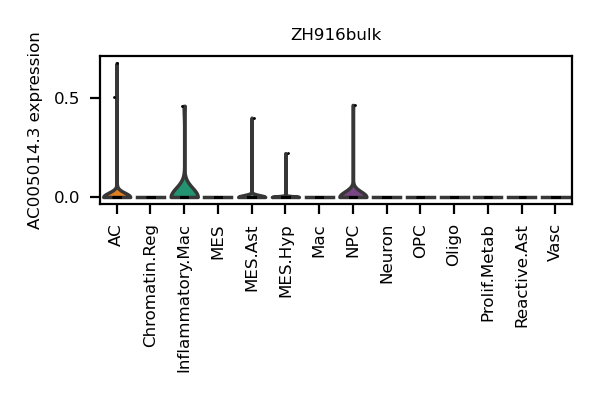 ZH916bulk
AC005014.3 expression
0.5
0.0
AC
Chromatin.Reg
Inflammatory.Mac
MES
MES.Ast
MES.Hyp
Mac
NPC
Neuron
OPC
Oligo
Prolif.Metab
Reactive.Ast
Vasc